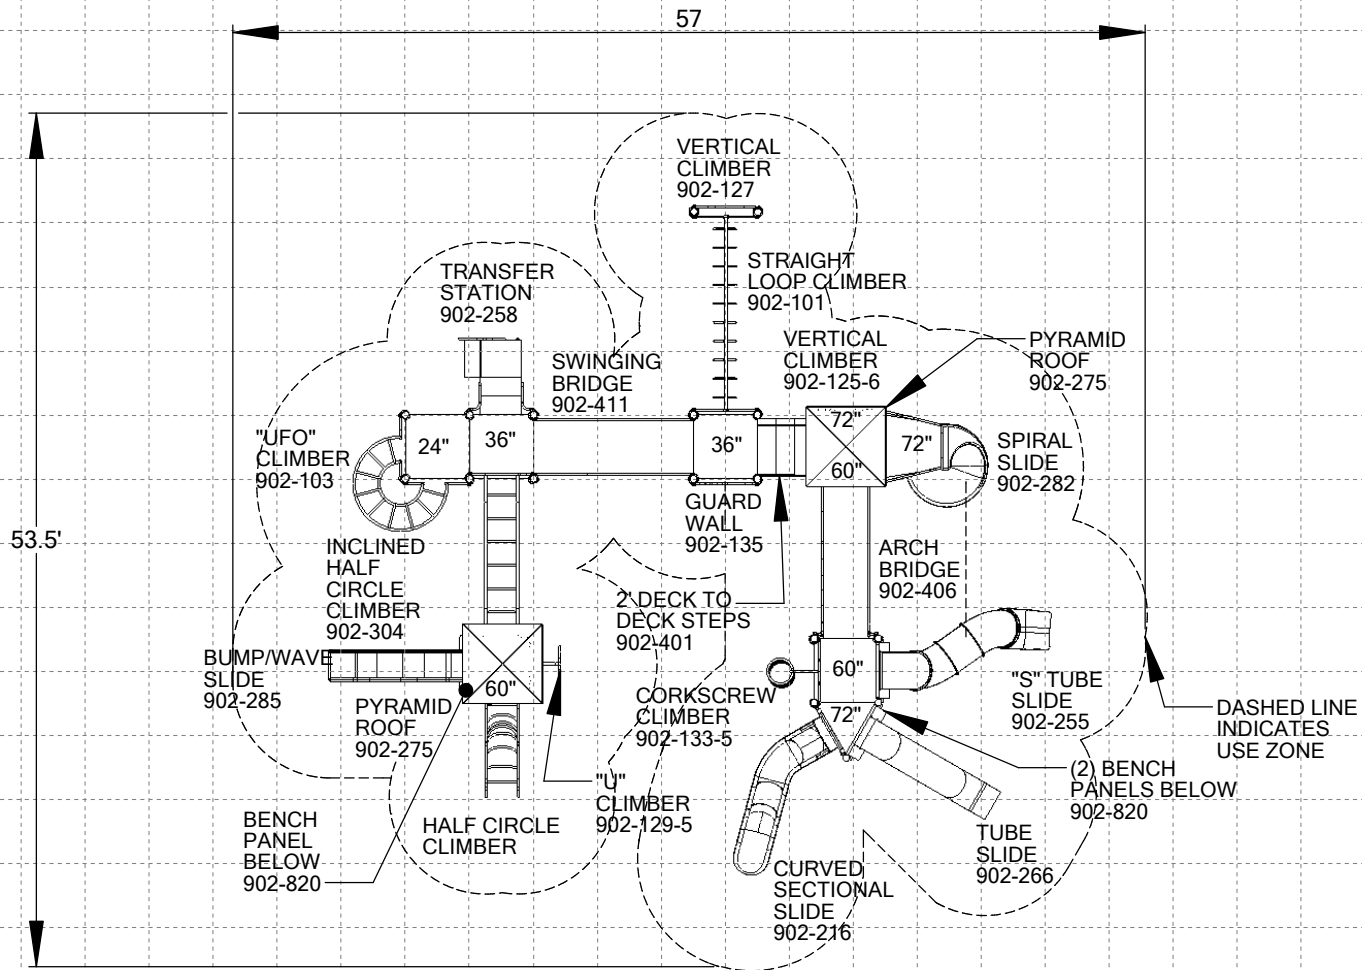 57
VERTICAL
CLIMBER
902-127
STRAIGHT
LOOP CLIMBER
902-101
TRANSFER
STATION
902-258
VERTICAL
CLIMBER
902-125-6
PYRAMID
ROOF
902-275
SWINGING
BRIDGE
902-411
"UFO"
CLIMBER
902-103
24"
36"
36"
72"
60"
72"
SPIRAL
SLIDE
902-282
GUARD
WALL
902-135
53.5'
INCLINED
HALF
CIRCLE
CLIMBER
902-304
ARCH
BRIDGE
902-406
2' DECK TO
DECK STEPS
902-401
BUMP/WAVE
SLIDE
902-285
60"
PYRAMID
ROOF
902-275
CORKSCREW
CLIMBER
902-133-5
60"
72"
"S" TUBE
SLIDE
902-255
DASHED LINE
INDICATES
USE ZONE
(2) BENCH
PANELS BELOW
902-820
"U"
CLIMBER
902-129-5
BENCH
PANEL
BELOW
902-820
HALF CIRCLE
CLIMBER
TUBE
SLIDE
902-266
CURVED
SECTIONAL
SLIDE
902-216